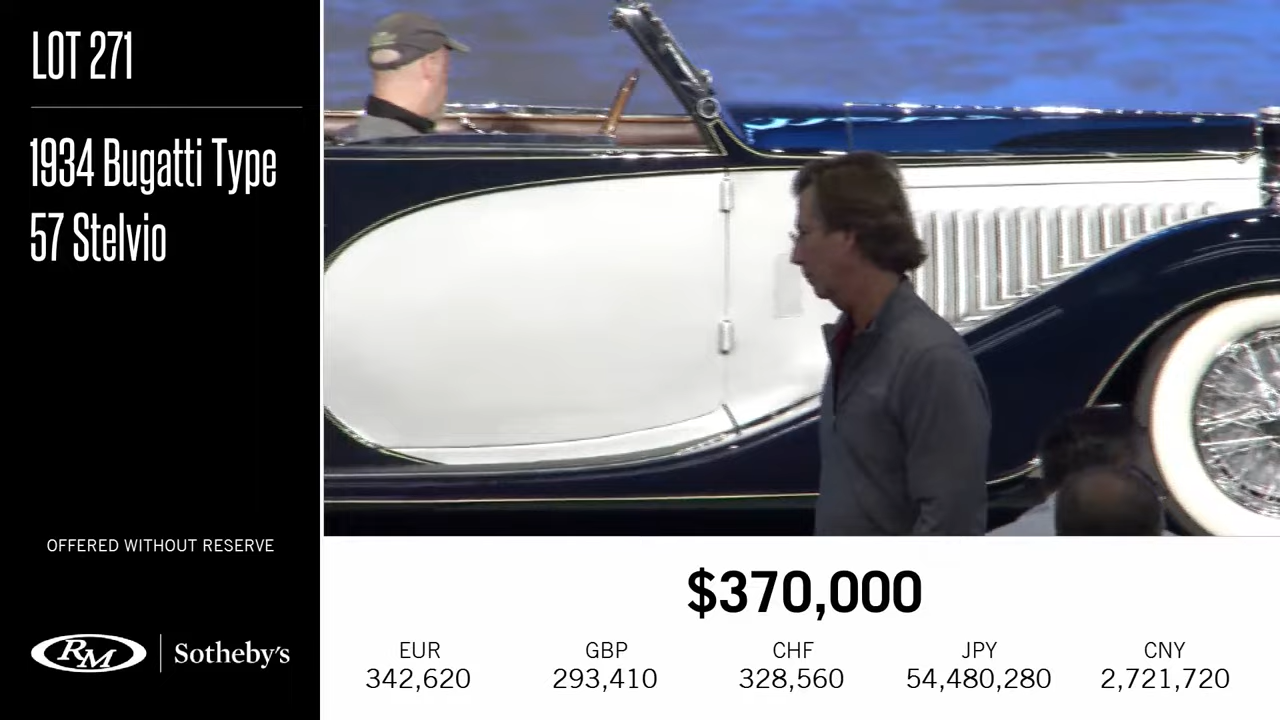 LOT 271
1934 Bugatti Type
57 Stelvio
OFFERED WITHOUT RESERVE
RM Sotheby's
$370,000
EUR GBP CHF JPY CNY
342,620 293,410 328,560 54,480,280 2,721,720